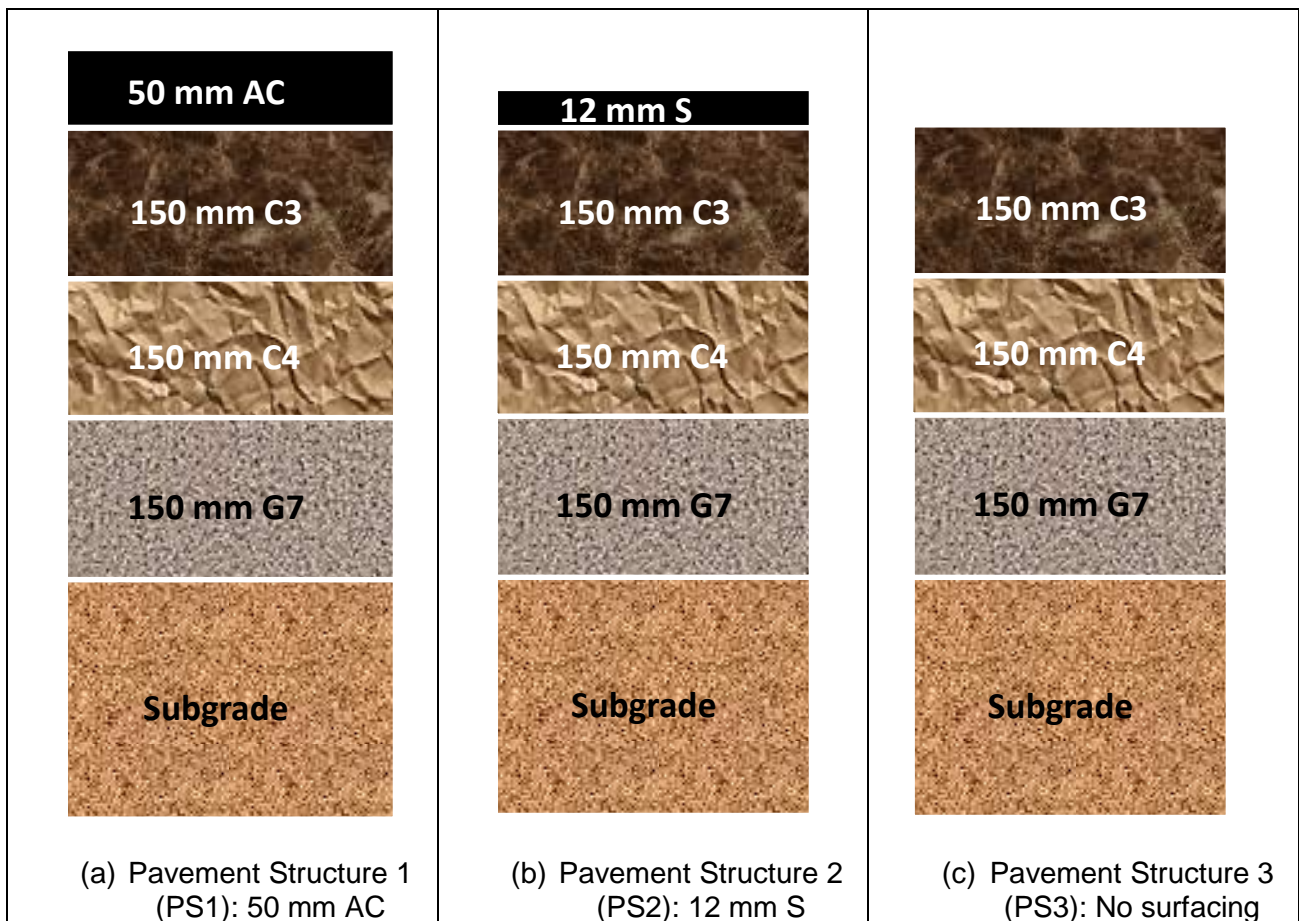 50 mm AC
150 mm C3
150 mm C4
150 mm G7
Subgrade
(a) Pavement Structure 1
(PS1): 50 mm AC
12 mm S
150 mm C3
150 mm C4
150 mm G7
Subgrade
(b) Pavement Structure 2
(PS2): 12 mm S
150 mm C3
150 mm C4
150 mm G7
Subgrade
(c) Pavement Structure 3
(PS3): No surfacing